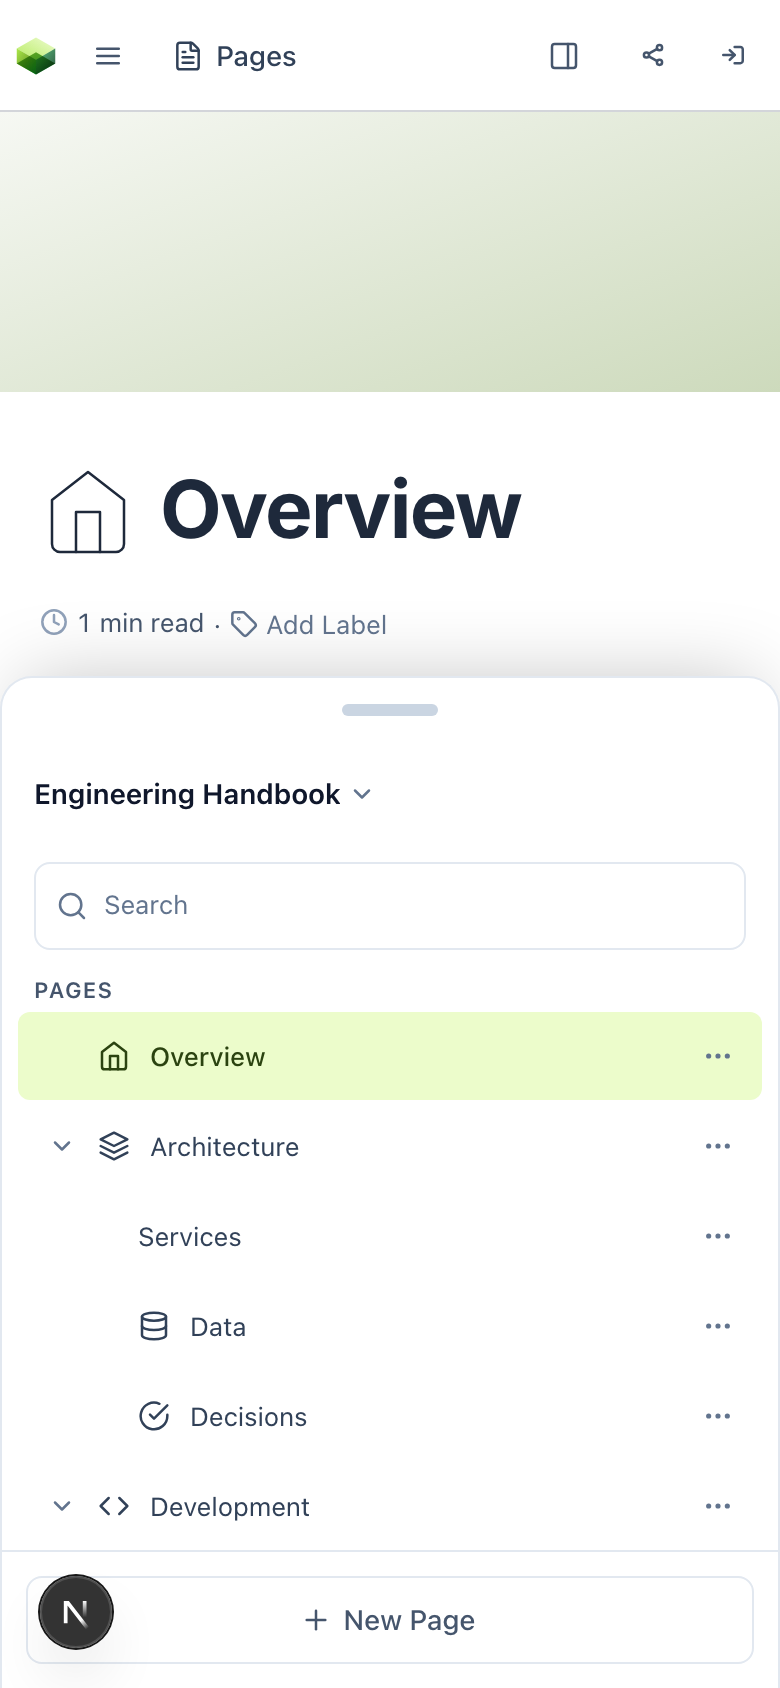 Pages
Overview
1 min read · Add Label
Engineering Handbook
Search
PAGES
Overview
Architecture
Services
Data
Decisions
Development
N
New Page